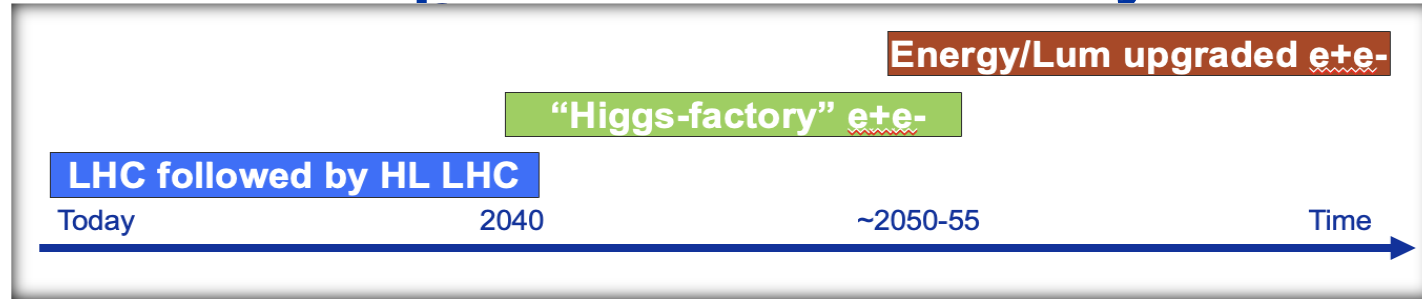 Energy/Lum upgraded e+e-
“Higgs-factory” e+e-
LHC followed by HL LHC
Today 2040 ~2050-55 Time